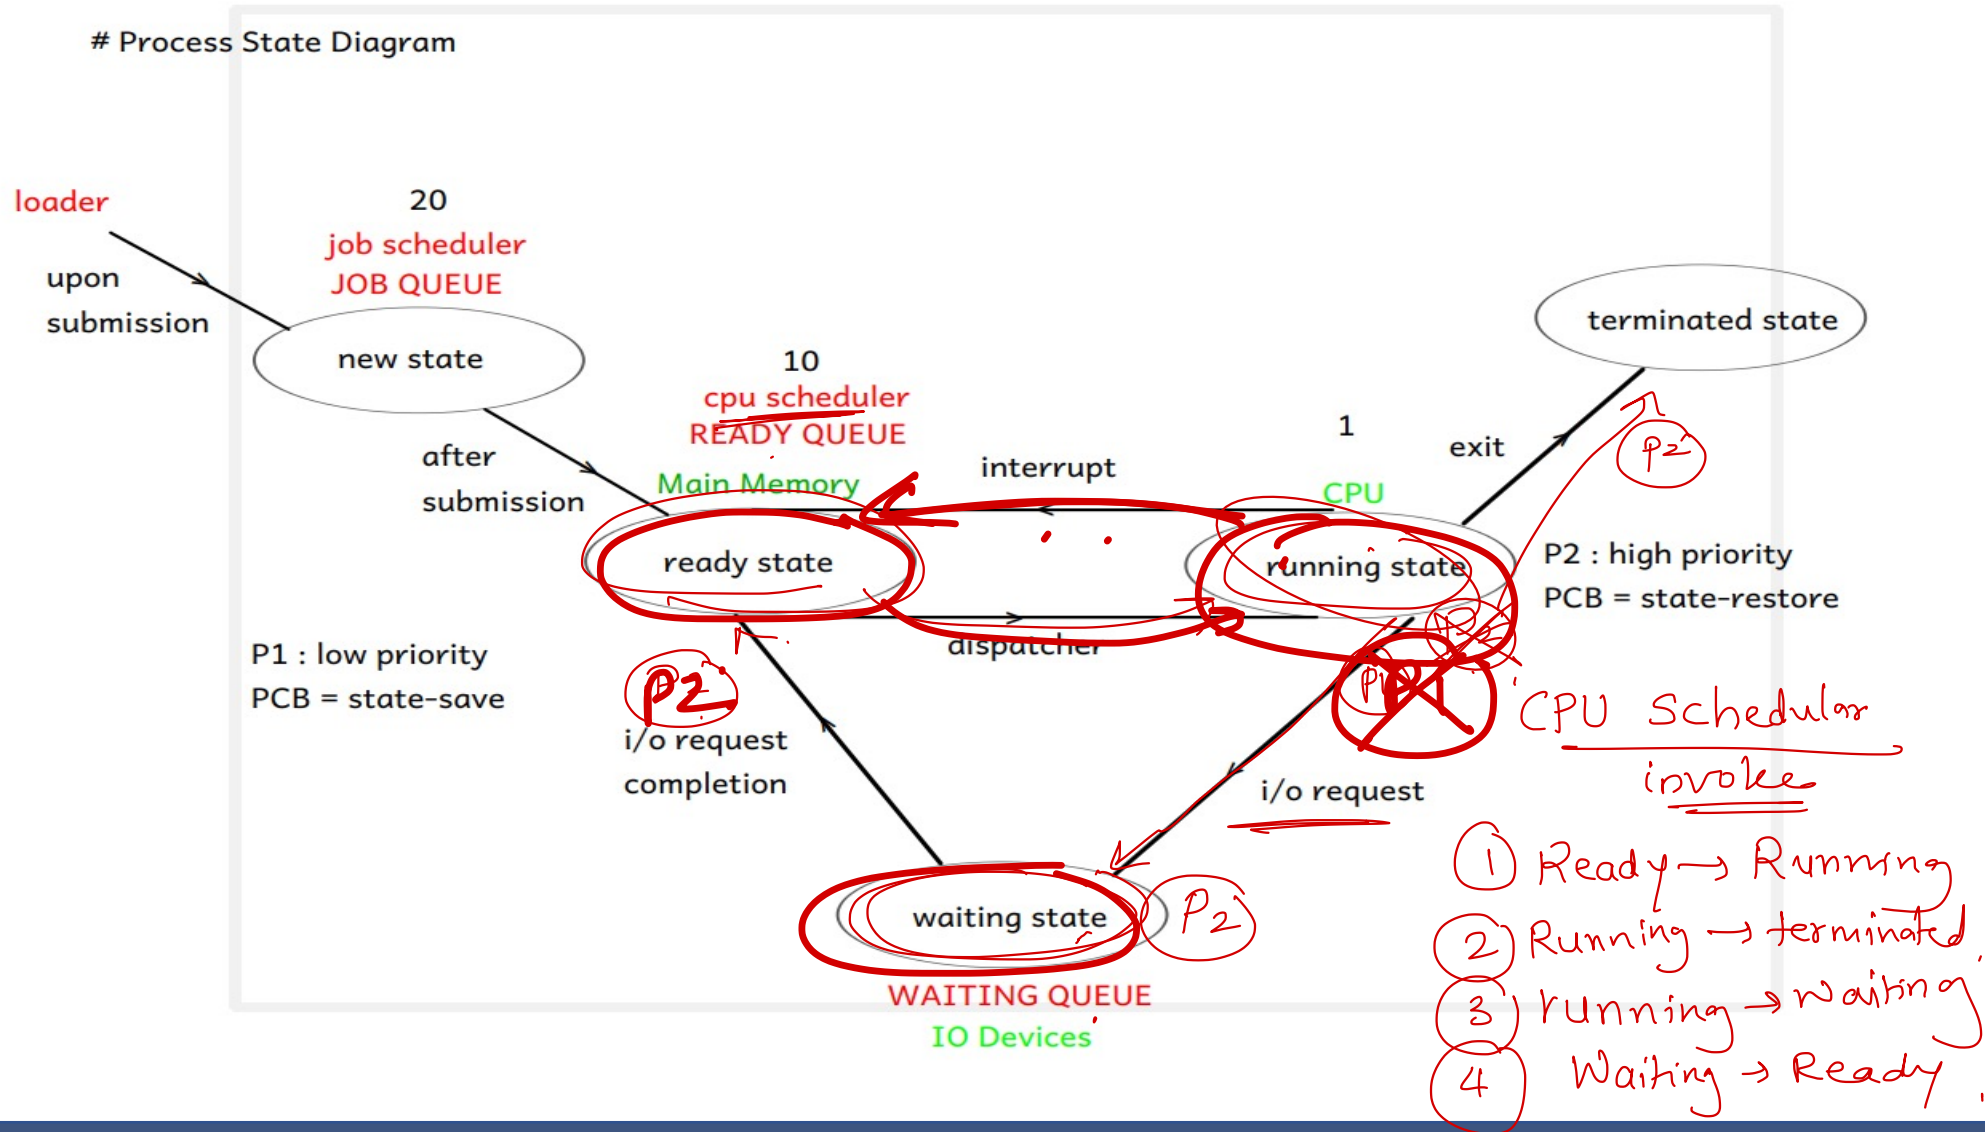 # Process State Diagram
loader
upon
submission
20
job scheduler
JOB QUEUE
new state
after
submission
10
cpu scheduler
READY QUEUE
Main Memory
ready state
interrupt
dispatcher
1
CPU
running state
exit
terminated state
P2
P2 : high priority
PCB = state-restore
P1 : low priority
PCB = state-save
P2
i/o request
completion
P1
P1
i/o request
waiting state
P2
WAITING QUEUE
IO Devices
CPU Schedular
invoke
1 Ready → Running
2 Running → terminated
3 running → waiting
4 Waiting → Ready